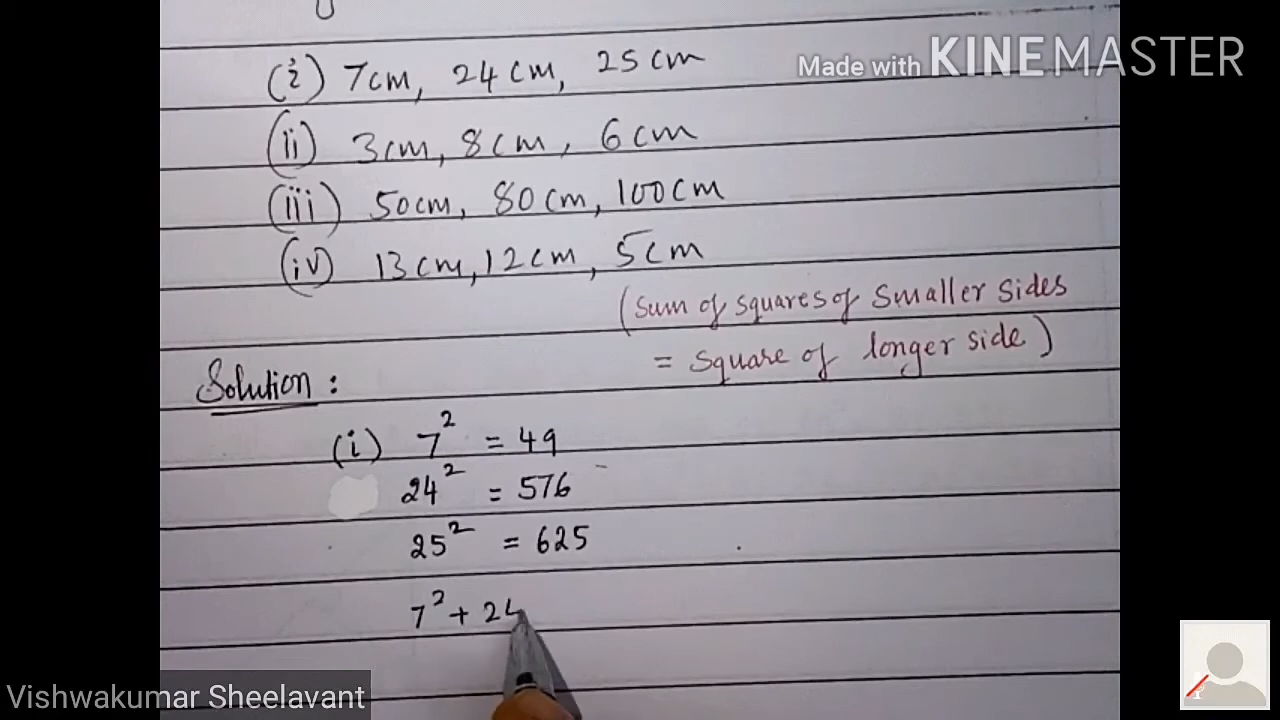 (i) 7cm, 24cm, 25cm
Made with KINEMASTER
(ii) 3cm, 8cm, 6cm
(iii) 50cm, 80cm, 100cm
(iv) 13cm, 12cm, 5cm
(Sum of squares of smaller sides
= square of longer side)
Solution :
(i) 7² = 49
24² = 576
25² = 625
7² + 24
Vishwakumar Sheelavant